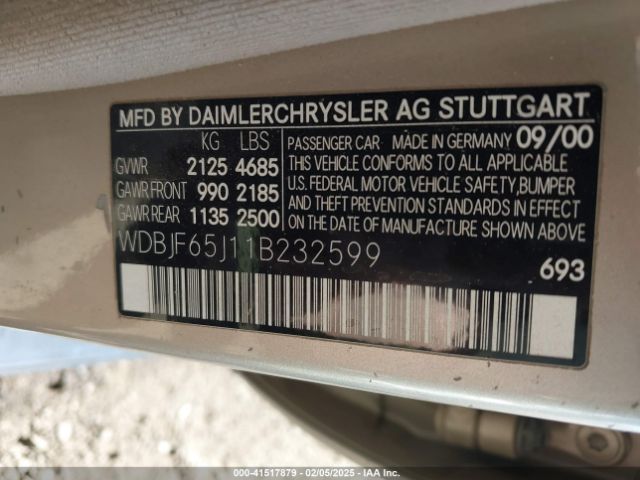 MFD BY DAIMLERCHRYSLER AG STUTTGART
KG LBS
GVWR 2125 4685
GAWR FRONT 990 2185
GAWR REAR 1135 2500
PASSENGER CAR MADE IN GERMANY 09/00
THIS VEHICLE CONFORMS TO ALL APPLICABLE
U.S. FEDERAL MOTOR VEHICLE SAFETY,BUMPER
AND THEFT PREVENTION STANDARDS IN EFFECT
ON THE DATE OF MANUFACTURE SHOWN ABOVE
WDBJF65J11B232599
693
000-41517879 - 02/05/2025 - IAA Inc.